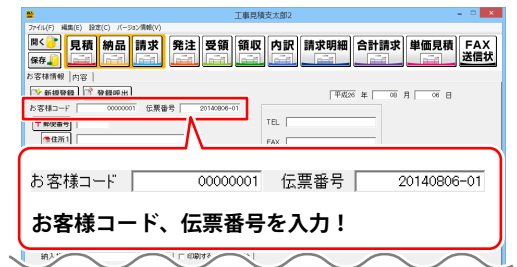 工事見積支太郎2
ファイル(F) 編集(E) 設定(C) バージョン情報(V)
開く 見積 納品 請求 発注 受領 領収 内訳 請求明細 合計請求 単価見積 FAX送信状
保存
お客様情報 内容
新規登録 登録呼出 平成26 年 08 月 06 日
お客様コード 00000001 伝票番号 20140806-01
〒郵便番号 TEL
住所1 FAX
お客様コード 00000001 伝票番号 20140806-01
お客様コード、伝票番号を入力！